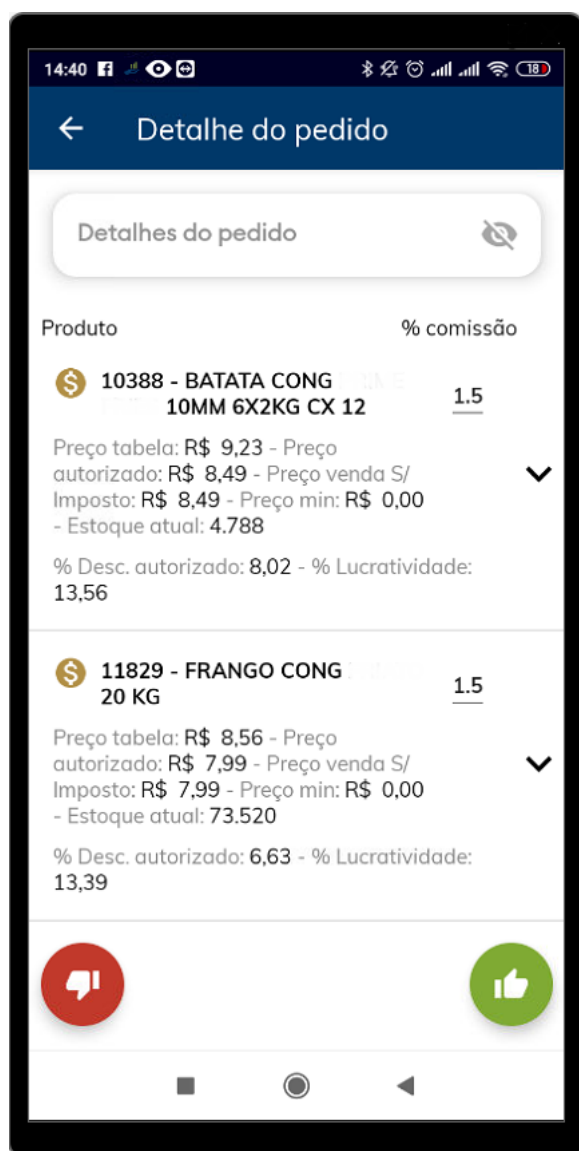 14:40
18
Detalhe do pedido
Detalhes do pedido
Produto % comissão
10388 - BATATA CONG
10MM 6X2KG CX 12
1.5
Preço tabela: R$ 9,23 - Preço
autorizado: R$ 8,49 - Preço venda S/
Imposto: R$ 8,49 - Preço min: R$ 0,00
- Estoque atual: 4.788
% Desc. autorizado: 8,02 - % Lucratividade:
13,56
11829 - FRANGO CONG
20 KG
1.5
Preço tabela: R$ 8,56 - Preço
autorizado: R$ 7,99 - Preço venda S/
Imposto: R$ 7,99 - Preço min: R$ 0,00
- Estoque atual: 73.520
% Desc. autorizado: 6,63 - % Lucratividade:
13,39